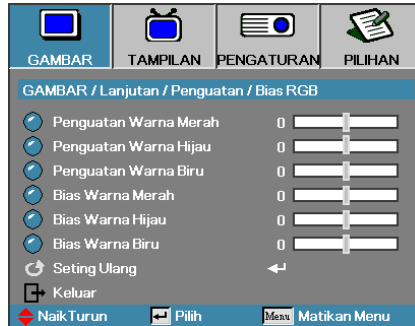 GAMBAR TAMPILAN PENGATURAN PILIHAN
GAMBAR / Lanjutan / Penguatan / Bias RGB
Penguatan Warna Merah 0
Penguatan Warna Hijau 0
Penguatan Warna Biru 0
Bias Warna Merah 0
Bias Warna Hijau 0
Bias Warna Biru 0
Seting Ulang
Keluar
NaikTurun Pilih Menu Matikan Menu